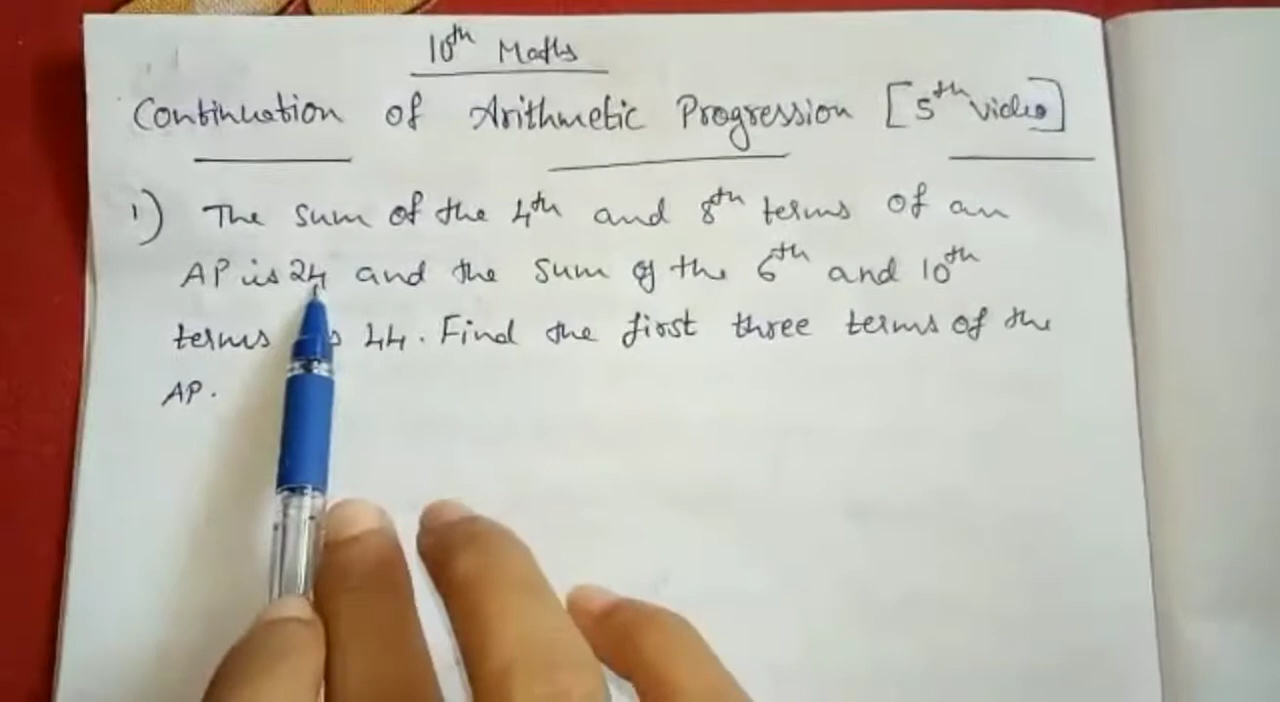 10th Maths
Continuation of Arithmetic Progression [5th video]
1) The sum of the 4th and 8th terms of an
AP is 24 and the sum of the 6th and 10th
terms 44. Find the first three terms of the
AP.